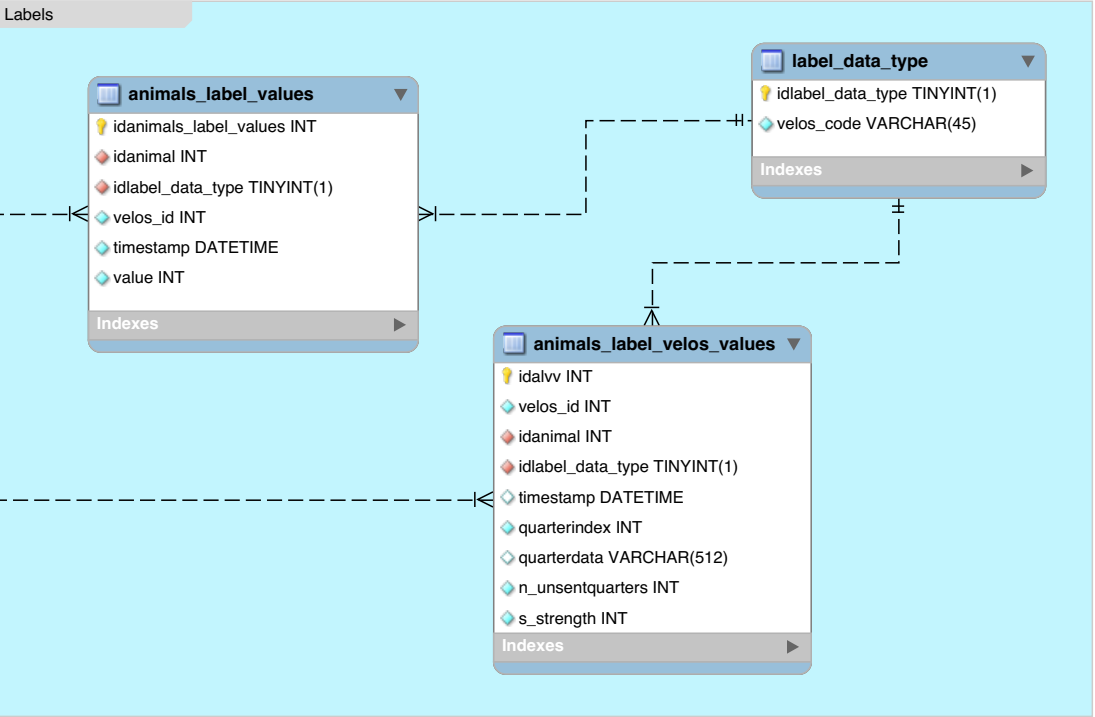 Labels
animals_label_values
idanimals_label_values INT
idanimal INT
idlabel_data_type TINYINT(1)
velos_id INT
timestamp DATETIME
value INT
Indexes
label_data_type
idlabel_data_type TINYINT(1)
velos_code VARCHAR(45)
Indexes
animals_label_velos_values
idalvv INT
velos_id INT
idanimal INT
idlabel_data_type TINYINT(1)
timestamp DATETIME
quarterindex INT
quarterdata VARCHAR(512)
n_unsentquarters INT
s_strength INT
Indexes